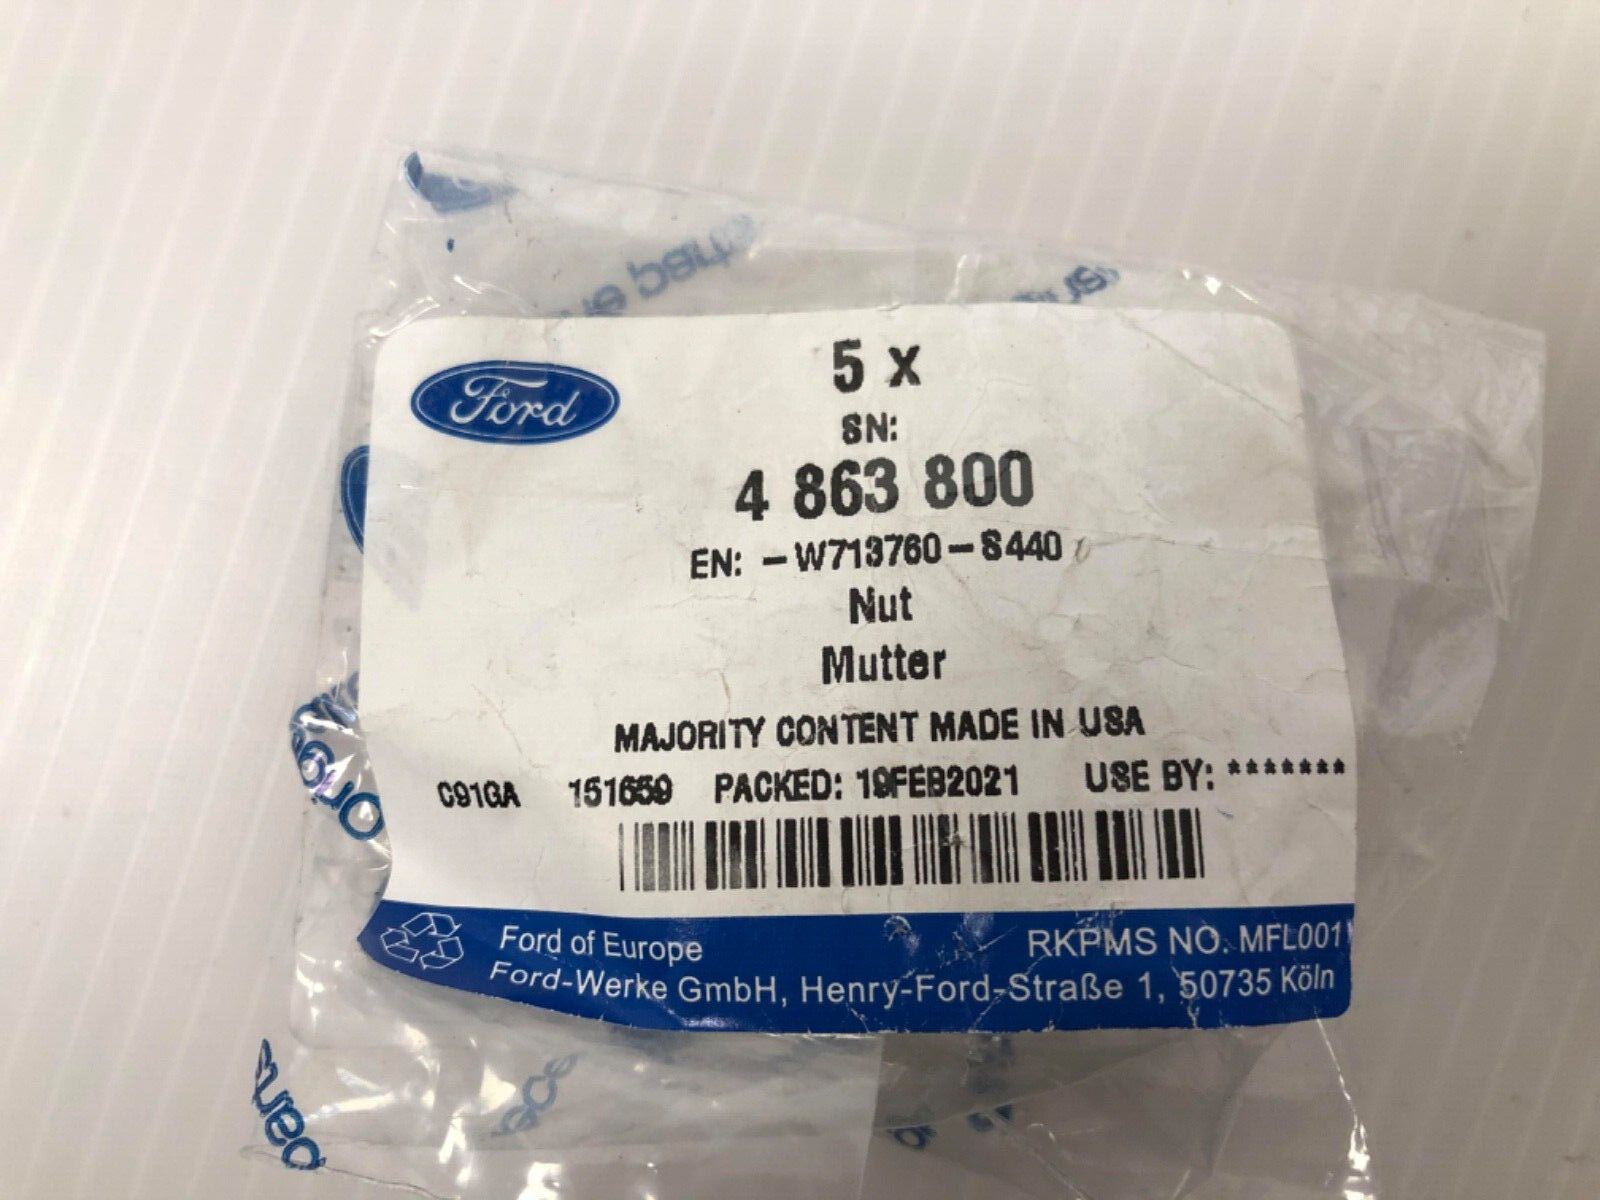 Ford
5 x
SN:
4 863 800
EN: -W713760-S440
Nut
Mutter
MAJORITY CONTENT MADE IN USA
C91GA 151659 PACKED: 19FEB2021 USE BY: *******
Ford of Europe
RKPMS NO. MFL001
Ford-Werke GmbH, Henry-Ford-Straße 1, 50735 Köln